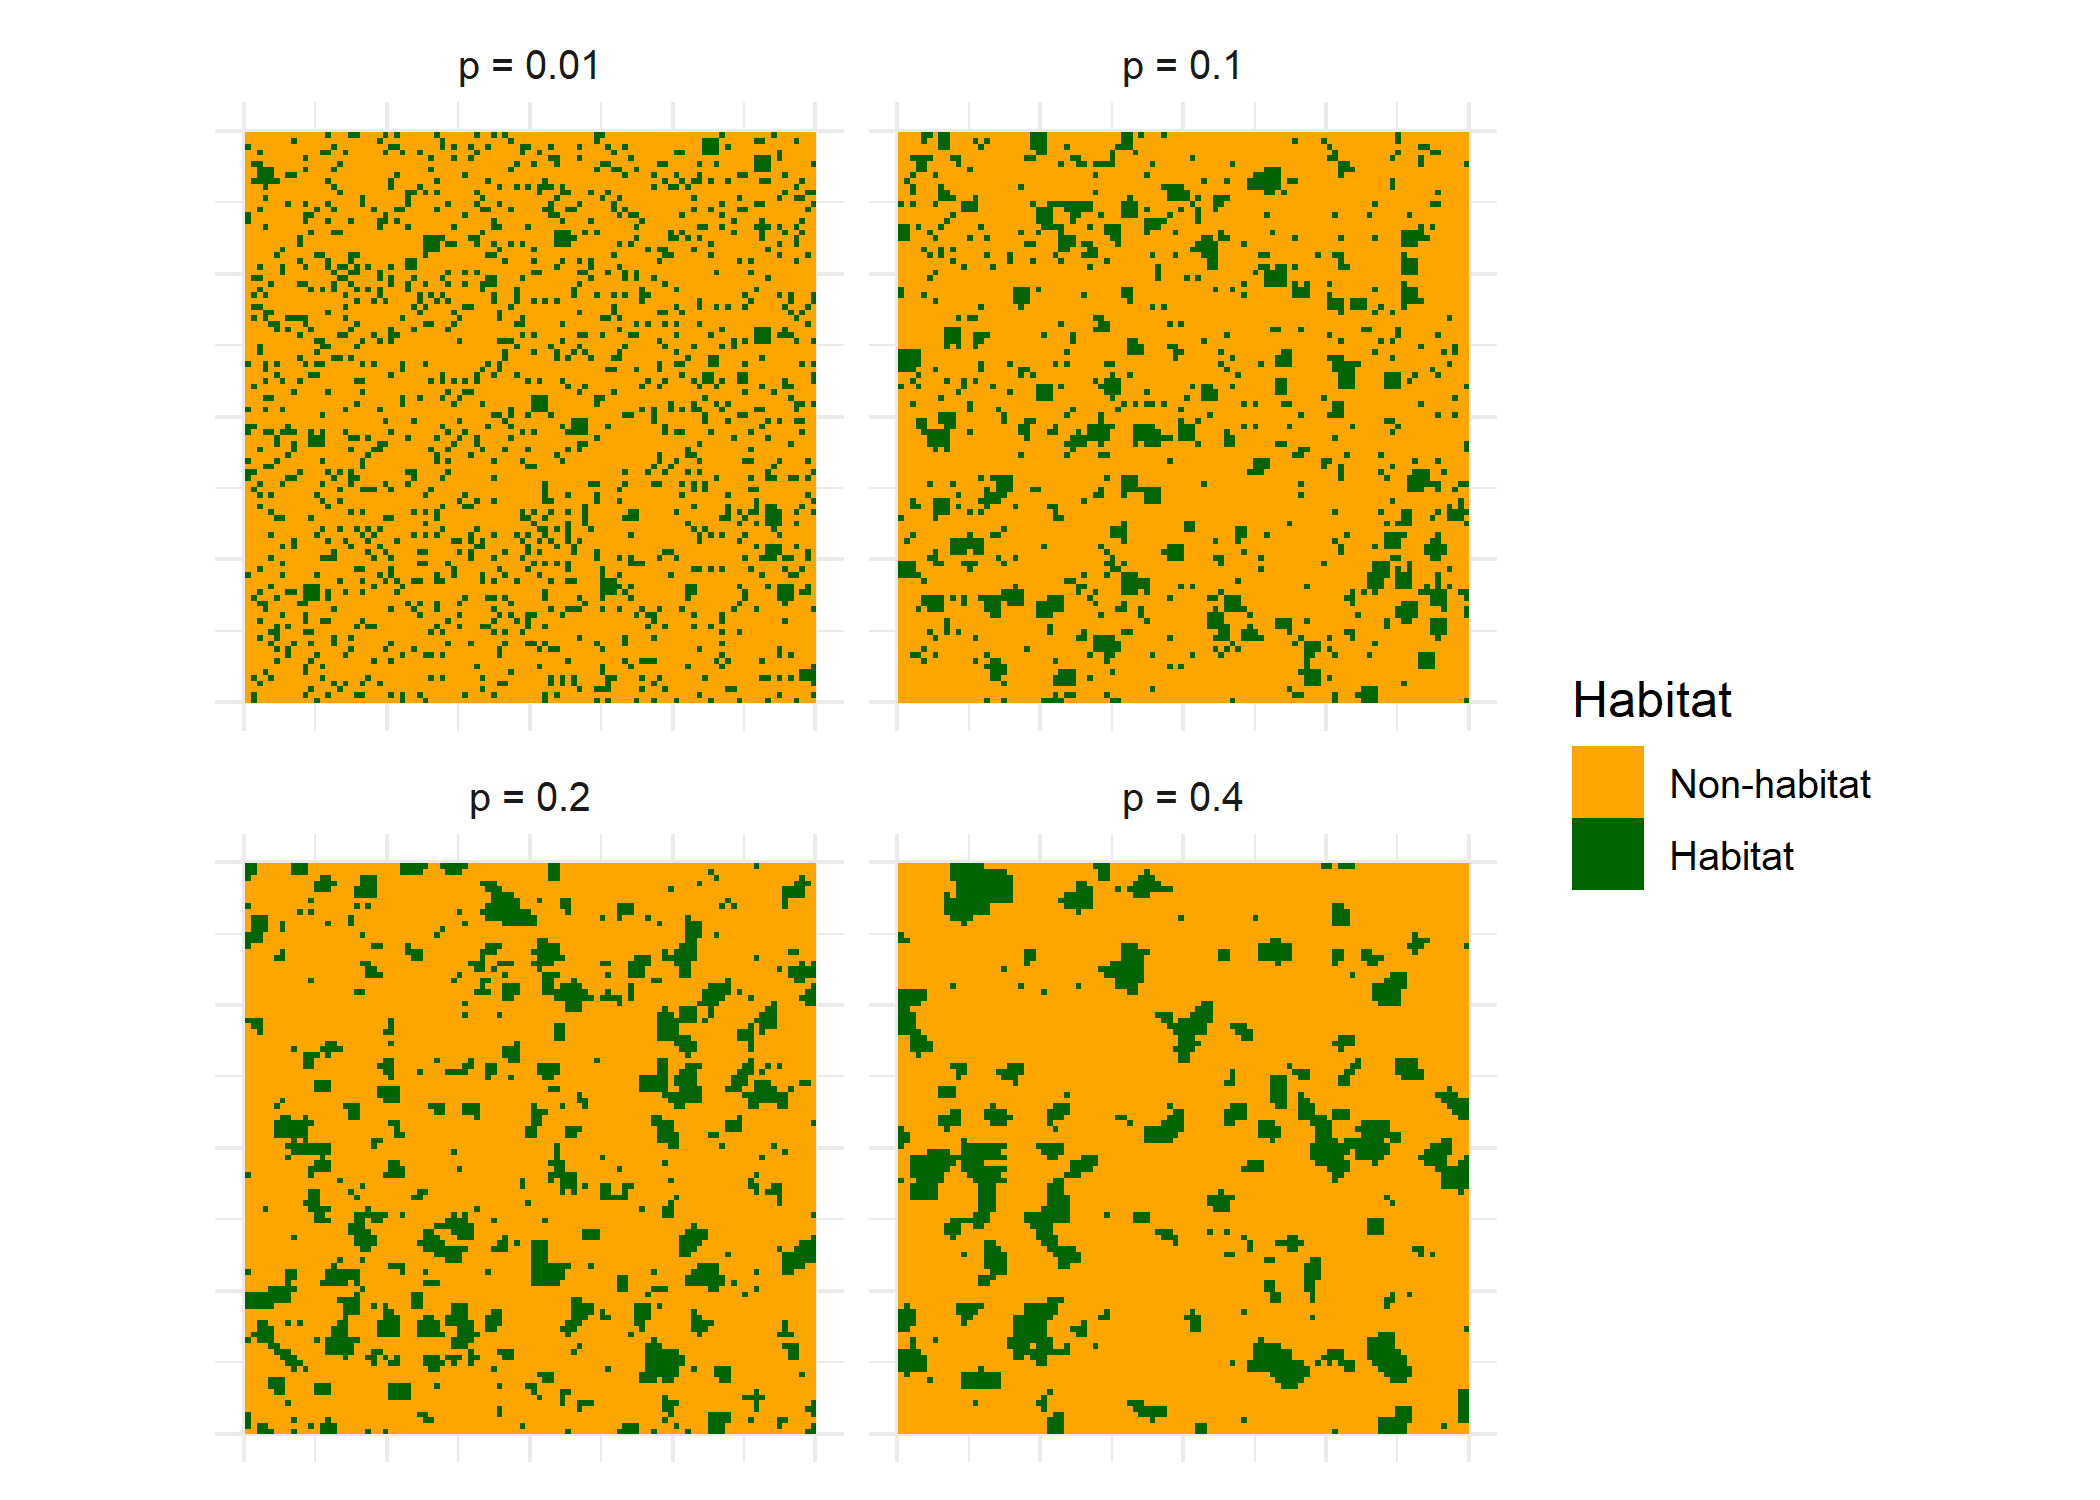 p = 0.01
p = 0.1
p = 0.2
p = 0.4
Habitat
Non-habitat
Habitat